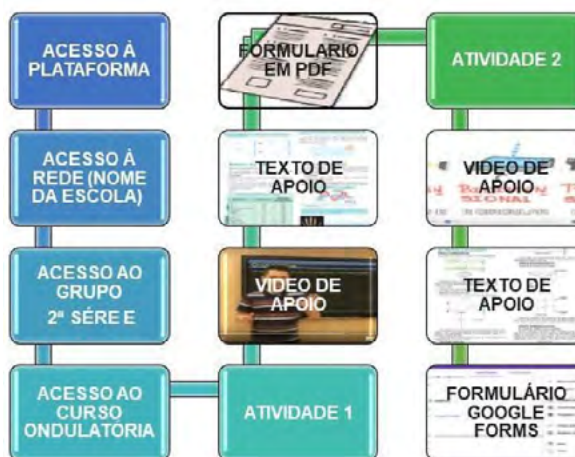 ACESSO À
PLATAFORMA
ACESSO À
REDE (NOME
DA ESCOLA)
ACESSO AO
GRUPO
2ª SÉRE E
ACESSO AO
CURSO
ONDULATÓRIA
ATIVIDADE 1
VIDEO DE
APOIO
TEXTO DE
APOIO
FORMULARIO
EM PDF
ATIVIDADE 2
VIDEO DE
APOIO
TEXTO DE
APOIO
FORMULÁRIO
GOOGLE
FORMS